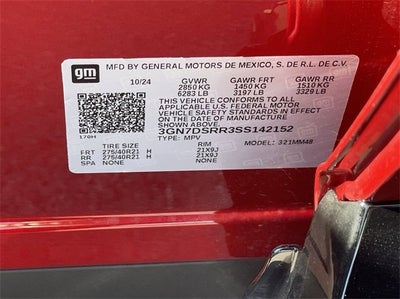 gm MFD BY GENERAL MOTORS DE MEXICO, S. DE R.L. DE C.V.
10/24 GVWR GAWR FRT GAWR RR
2850 KG 1450 KG 1510 KG
6283 LB 3197 LB 3329 LB
THIS VEHICLE CONFORMS TO ALL
APPLICABLE U.S. FEDERAL MOTOR
VEHICLE SAFETY STANDARDS IN EFFECT
ON THE DATE OF MANUFACTURE
SHOWN ABOVE.
3GN7DSRR3SS142152
170H TYPE: MPV MODEL: 321MM48
TIRE SIZE RIM
FRT 275/40R21 H 21X9J
RR 275/40R21 H 21X9J
SPA NONE NONE